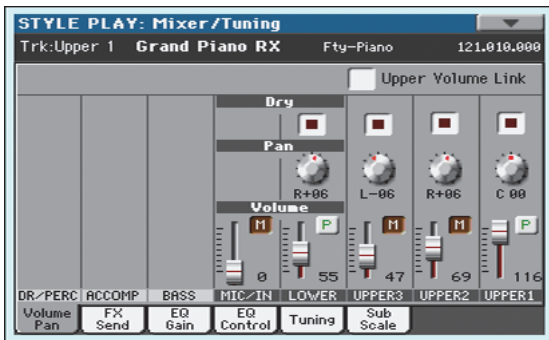 STYLE PLAY: Mixer/Tuning
Trk:Upper 1 Grand Piano RX Fty-Piano 121.010.000
Upper Volume Link
Dry
Pan
R+06 L-06 R+06 C 00
Volume
M P M M P
0 55 47 69 116
DR/PERC ACCOMP BASS MIC/IN LOWER UPPER3 UPPER2 UPPER1
Volume Pan FX Send EQ Gain EQ Control Tuning Sub Scale